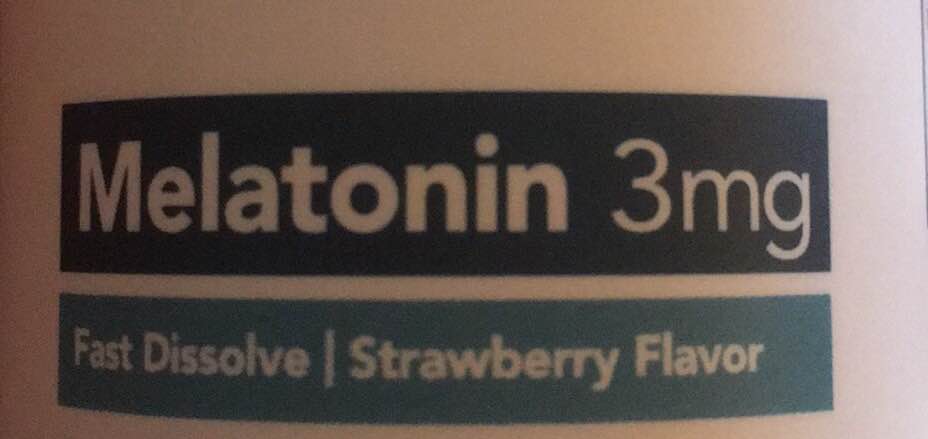 Melatonin 3mg
Fast Dissolve | Strawberry Flavor